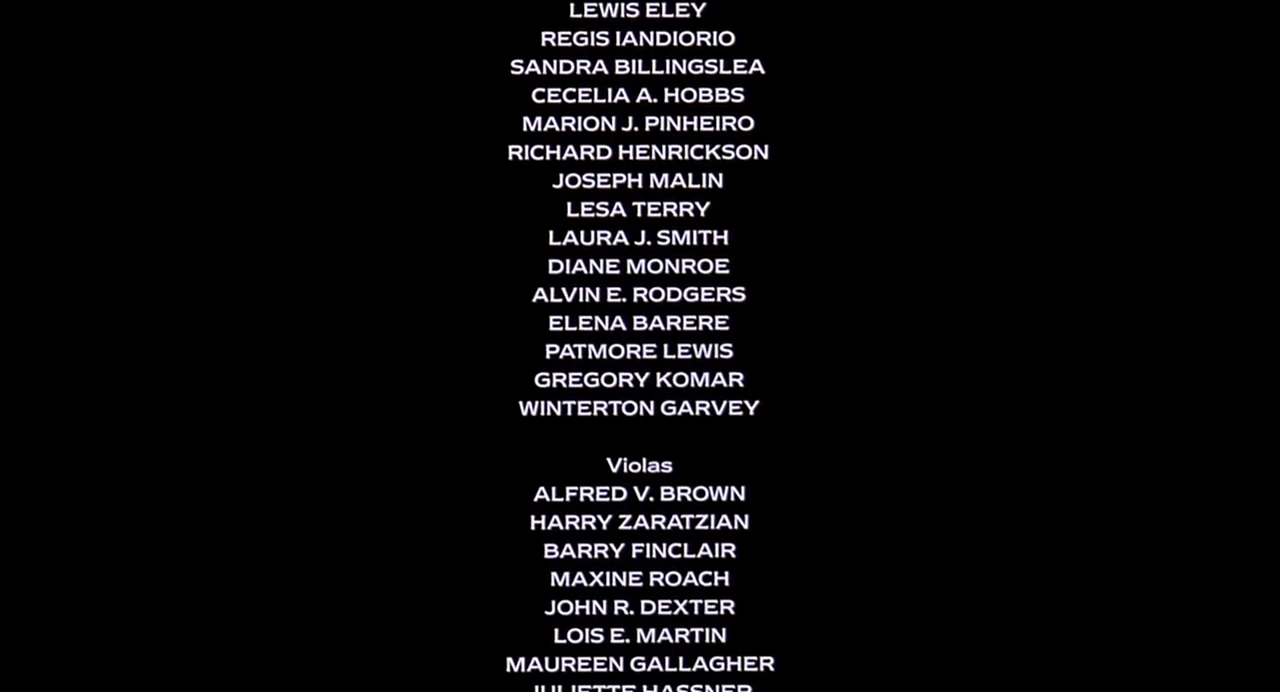 LEWIS ELEY
REGIS IANDIORIO
SANDRA BILLINGSLEA
CECELIA A. HOBBS
MARION J. PINHEIRO
RICHARD HENRICKSON
JOSEPH MALIN
LESA TERRY
LAURA J. SMITH
DIANE MONROE
ALVIN E. RODGERS
ELENA BARERE
PATMORE LEWIS
GREGORY KOMAR
WINTERTON GARVEY
Violas
ALFRED V. BROWN
HARRY ZARATZIAN
BARRY FINCLAIR
MAXINE ROACH
JOHN R. DEXTER
LOIS E. MARTIN
MAUREEN GALLAGHER
JULIETTE HASSNER